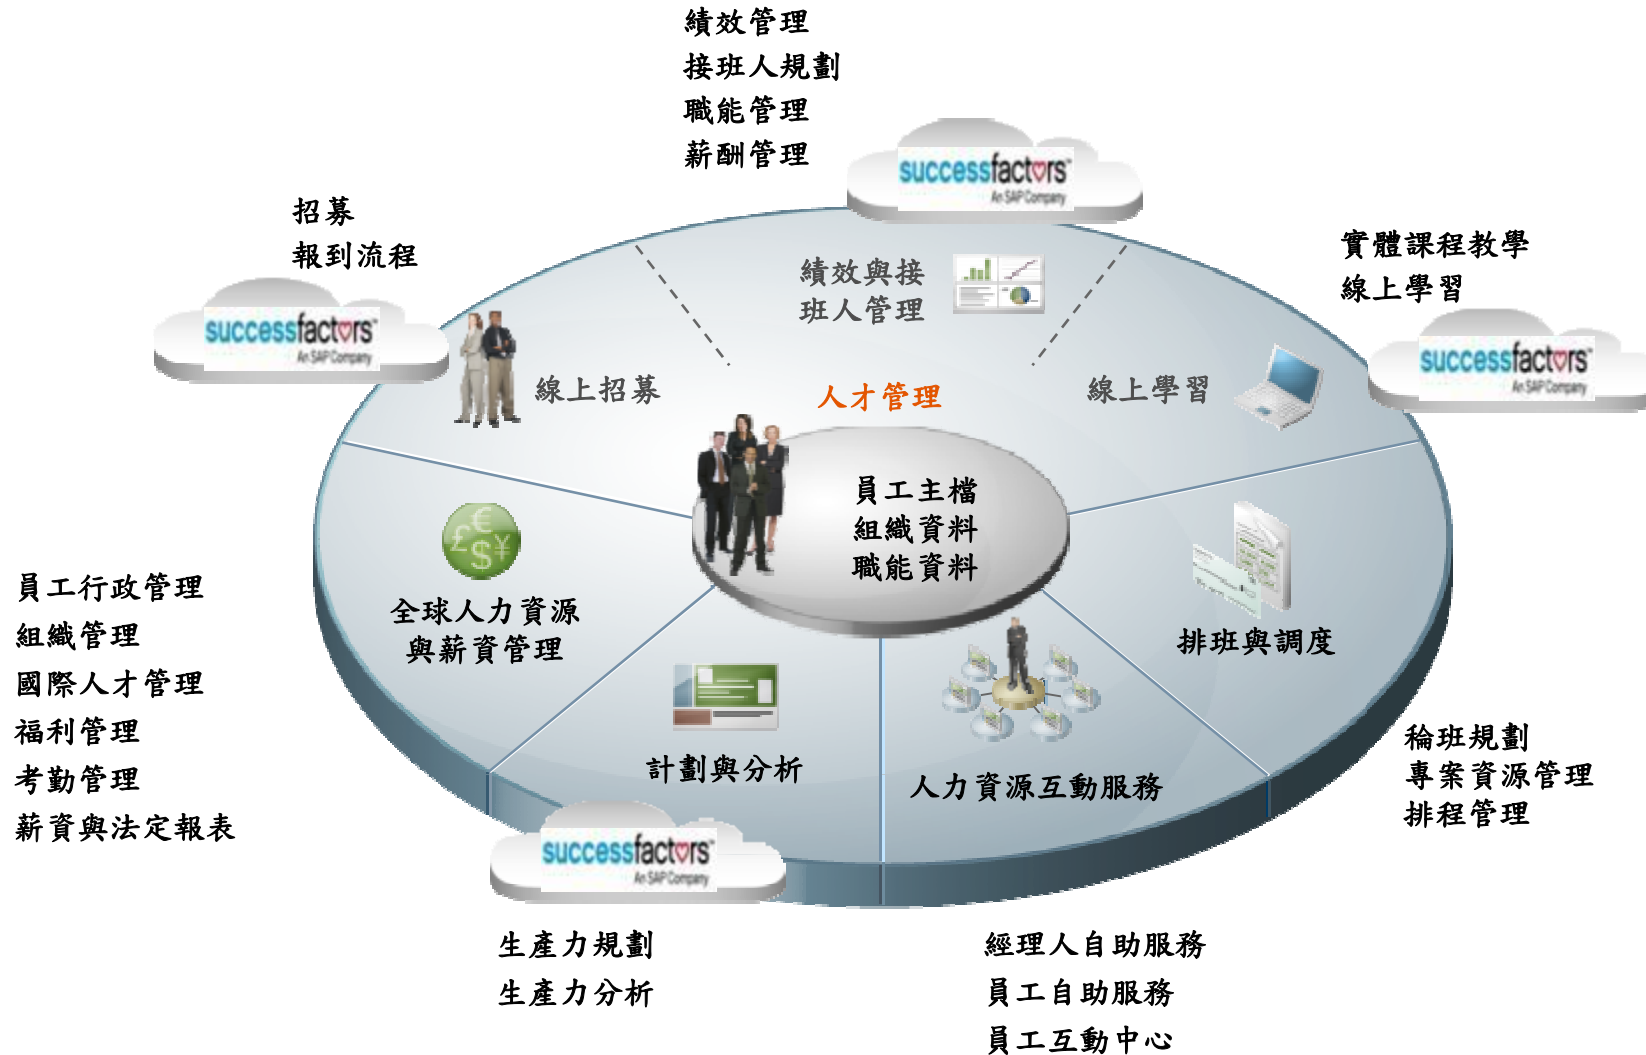 績效管理
接班人規劃
職能管理
薪酬管理
successfactors™
An SAP Company
招募
報到流程
successfactors™
An SAP Company
實體課程教學
線上學習
successfactors™
An SAP Company
績效與接
班人管理
線上招募
人才管理
線上學習
員工主檔
組織資料
職能資料
€
£
$
¥
全球人力資源
與薪資管理
排班與調度
計劃與分析
人力資源互動服務
員工行政管理
組織管理
國際人才管理
福利管理
考勤管理
薪資與法定報表
稐班規劃
專案資源管理
排程管理
successfactors™
An SAP Company
生產力規劃
生產力分析
經理人自助服務
員工自助服務
員工互動中心